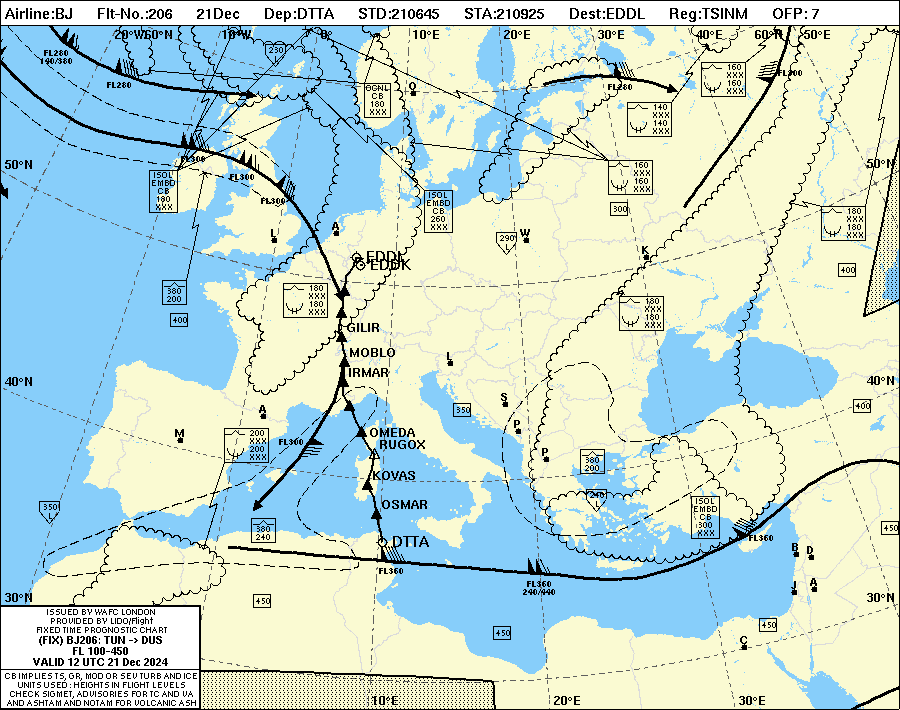 Airline:BJ Flt-No.:206 21Dec Dep:DTTA STD:210645 STA:210925 Dest:EDDL Reg:TSINM OFP: 7
20°W 10°W 0° 10°E 20°E 30°E 40°E 60°N 50°E
FL280
140/380
FL280
230
FL280
FL300
160
XXX
160
XXX
OCNL
CB
180
XXX
O
140
XXX
140
XXX
50°N
FL300
FL300
FL300
ISOL
EMBD
CB
180
XXX
160
XXX
160
XXX
50°N
ISOL
EMBD
CB
260
XXX
300
180
XXX
180
XXX
L
A
W
290
L
K
EDDL
EDDK
400
380
200
400
180
XXX
180
XXX
180
XXX
180
XXX
GILIR
MOBLO
L
IRMAR
40°N
40°N
A
350
S
400
M
200
XXX
200
XXX
FL300
OMEDA
RUGOX
P
P
380
200
KOVAS
240
L
350
L
OSMAR
ISOL
EMBD
CB
300
XXX
380
240
DTTA
FL360
450
B
D
FL360
FL360
240/440
J
A
30°N
450
30°N
450
450
C
ISSUED BY WAFC LONDON
PROVIDED BY LIDO/Flight
FIXED TIME PROGNOSTIC CHART
(FIX) BJ206: TUN -> DUS
FL 100-450
VALID 12 UTC 21 Dec 2024
CB IMPLIES TS, GR, MOD OR SEV TURB AND ICE
UNITS USED : HEIGHTS IN FLIGHT LEVELS
CHECK SIGMET, ADVISORIES FOR TC AND VA
AND ASHTAM AND NOTAM FOR VOLCANIC ASH
10°E 20°E 30°E